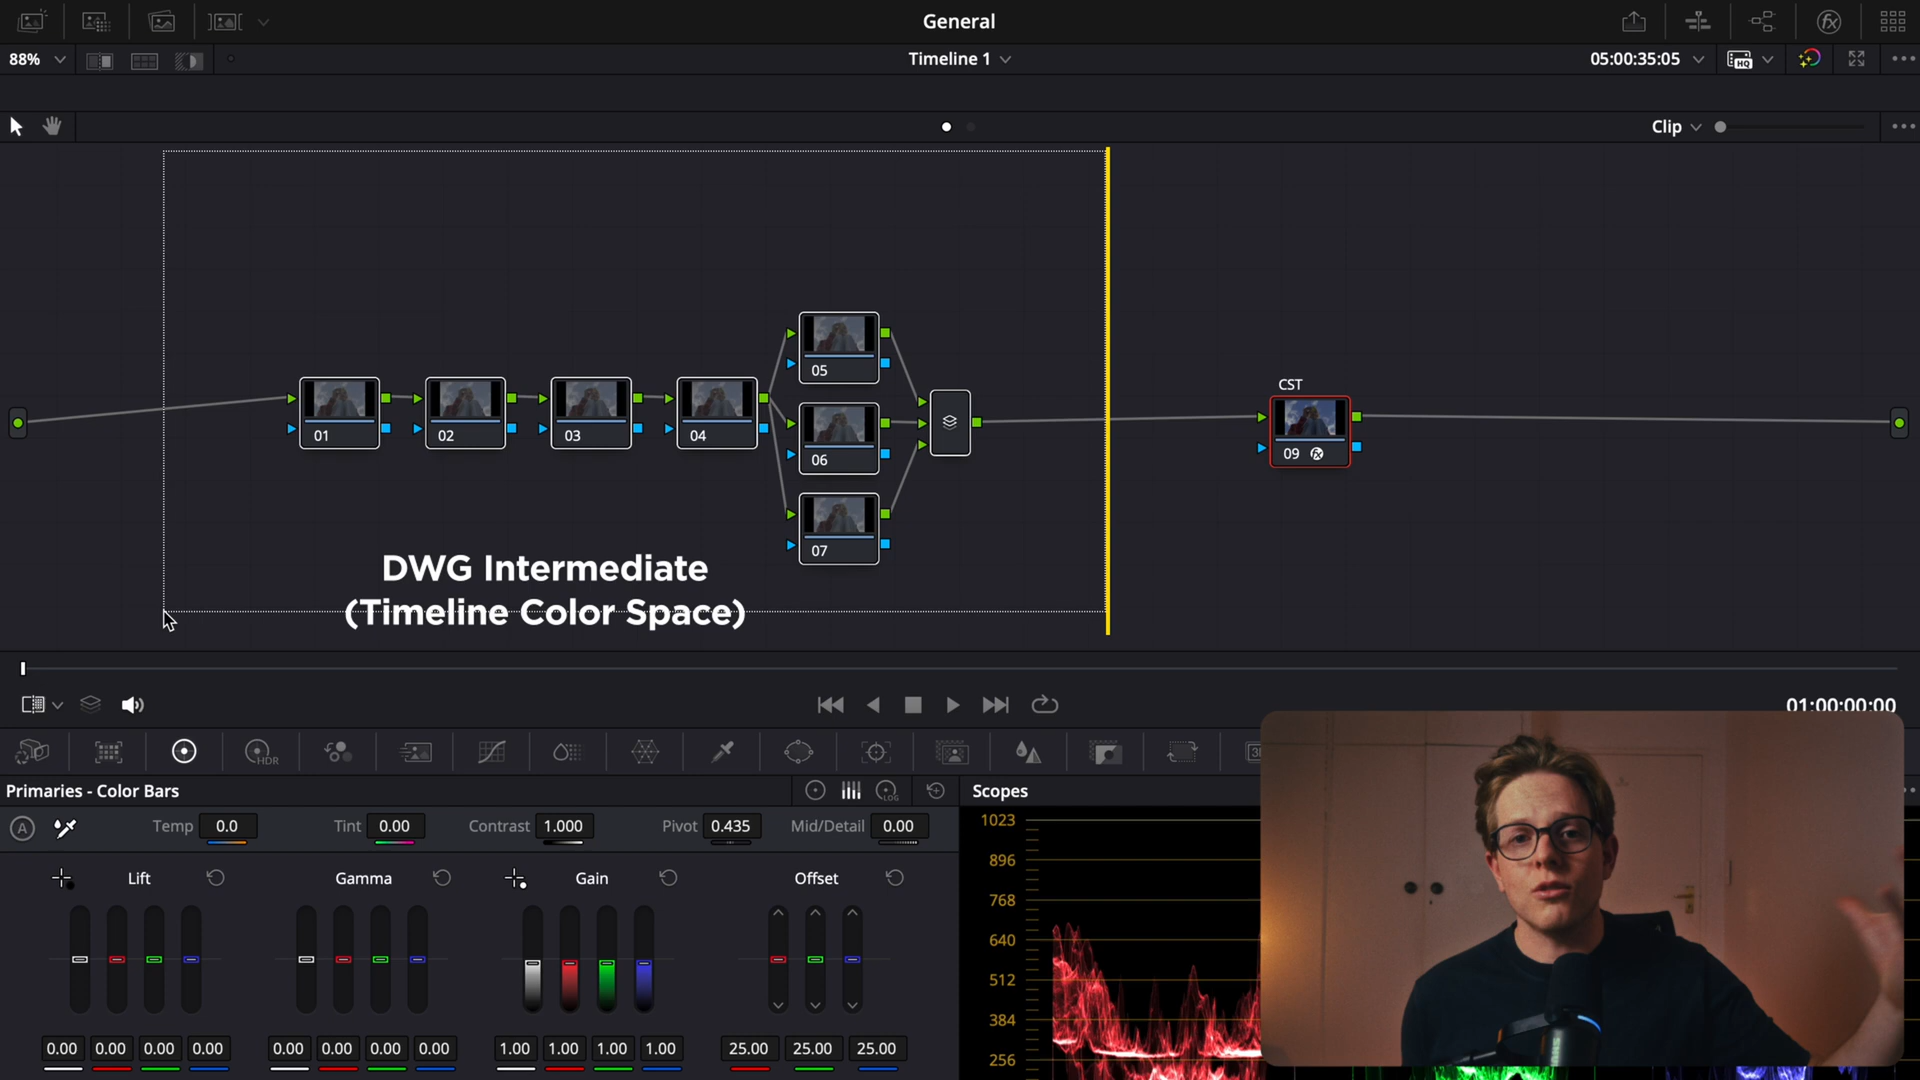 General
88%
Timeline 1
05:00:35:05
HQ
Clip
05
CST
01
02
03
04
06
09
07
DWG Intermediate
(Timeline Color Space)
01:00:00:00
HDR
Primaries - Color Bars
LOG
Scopes
A
Temp 0.0
Tint 0.00
Contrast 1.000
Pivot 0.435
Mid/Detail 0.00
Lift
Gamma
Gain
Offset
0.00 0.00 0.00 0.00
0.00 0.00 0.00 0.00
1.00 1.00 1.00 1.00
25.00 25.00 25.00
1023
896
768
640
512
384
256